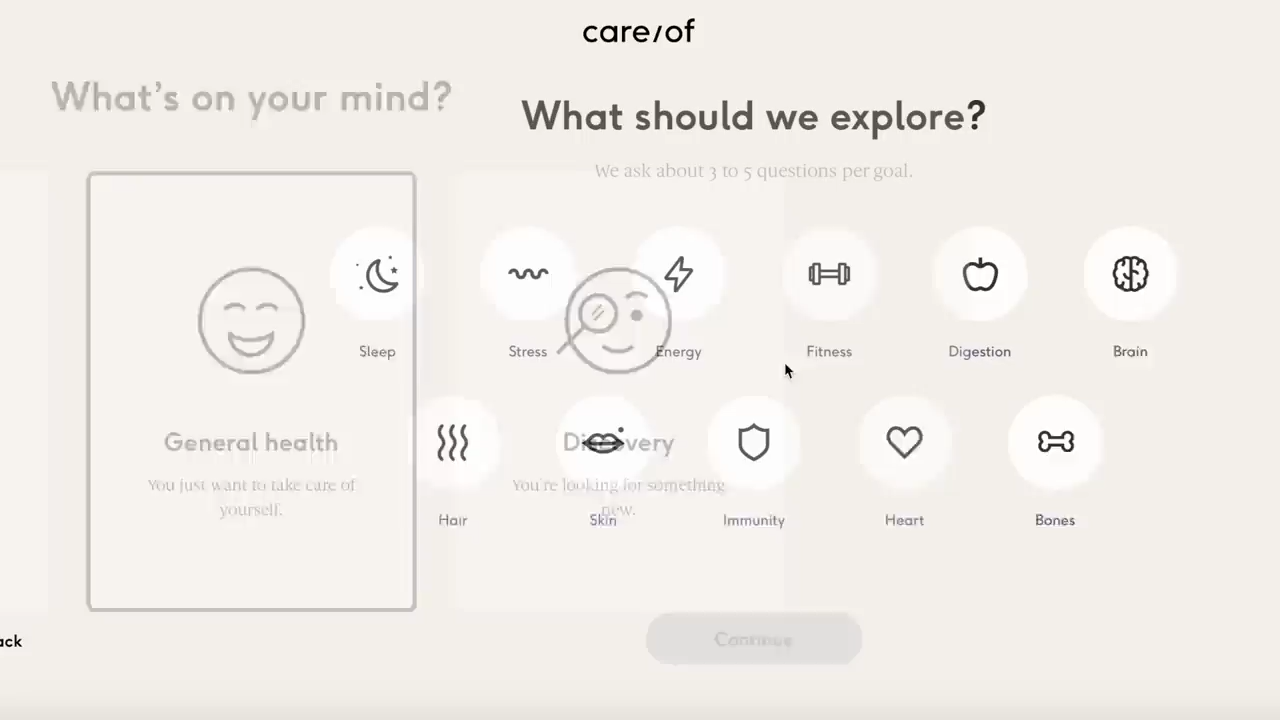 care/of
What's on your mind?
What should we explore?
We ask about 3 to 5 questions per goal.
Sleep
Stress
Energy
Fitness
Digestion
Brain
General health
Discovery
You just want to take care of
yourself.
You're looking for something
new.
Hair
Skin
Immunity
Heart
Bones
ack
Continue